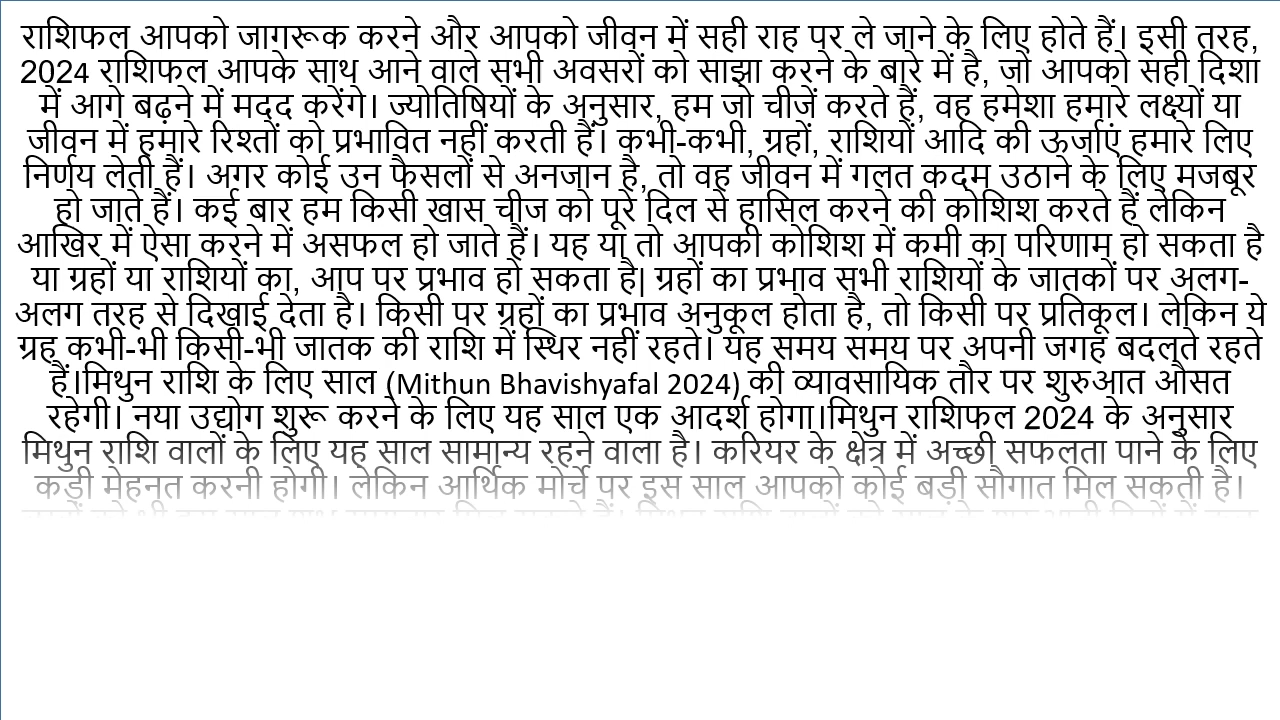 राशिफल आपको जागरूक करने और आपको जीवन में सही राह पर ले जाने के लिए होते हैं। इसी तरह,
2024 राशिफल आपके साथ आने वाले सभी अवसरों को साझा करने के बारे में है, जो आपको सही दिशा
में आगे बढ़ने में मदद करेंगे। ज्योतिषियों के अनुसार, हम जो चीजें करते हैं, वह हमेशा हमारे लक्ष्यों या
जीवन में हमारे रिश्तों को प्रभावित नहीं करती हैं। कभी-कभी, ग्रहों, राशियों आदि की ऊर्जाएं हमारे लिए
निर्णय लेती हैं। अगर कोई उन फैसलों से अनजान है, तो वह जीवन में गलत कदम उठाने के लिए मजबूर
हो जाते हैं। कई बार हम किसी खास चीज को पूरे दिल से हासिल करने की कोशिश करते हैं लेकिन
आखिर में ऐसा करने में असफल हो जाते हैं। यह या तो आपकी कोशिश में कमी का परिणाम हो सकता है
या ग्रहों या राशियों का, आप पर प्रभाव हो सकता है| ग्रहों का प्रभाव सभी राशियों के जातकों पर अलग-
अलग तरह से दिखाई देता है। किसी पर ग्रहों का प्रभाव अनुकूल होता है, तो किसी पर प्रतिकूल। लेकिन ये
ग्रह कभी-भी किसी-भी जातक की राशि में स्थिर नहीं रहते। यह समय समय पर अपनी जगह बदलते रहते
हैं।मिथुन राशि के लिए साल (Mithun Bhavishyafal 2024) की व्यावसायिक तौर पर शुरुआत औसत
रहेगी। नया उद्योग शुरू करने के लिए यह साल एक आदर्श होगा।मिथुन राशिफल 2024 के अनुसार
मिथुन राशि वालों के लिए यह साल सामान्य रहने वाला है। करियर के क्षेत्र में अच्छी सफलता पाने के लिए
कड़ी मेहनत करनी होगी। लेकिन आर्थिक मोर्चे पर इस साल आपको कोई बड़ी सौगात मिल सकती है।